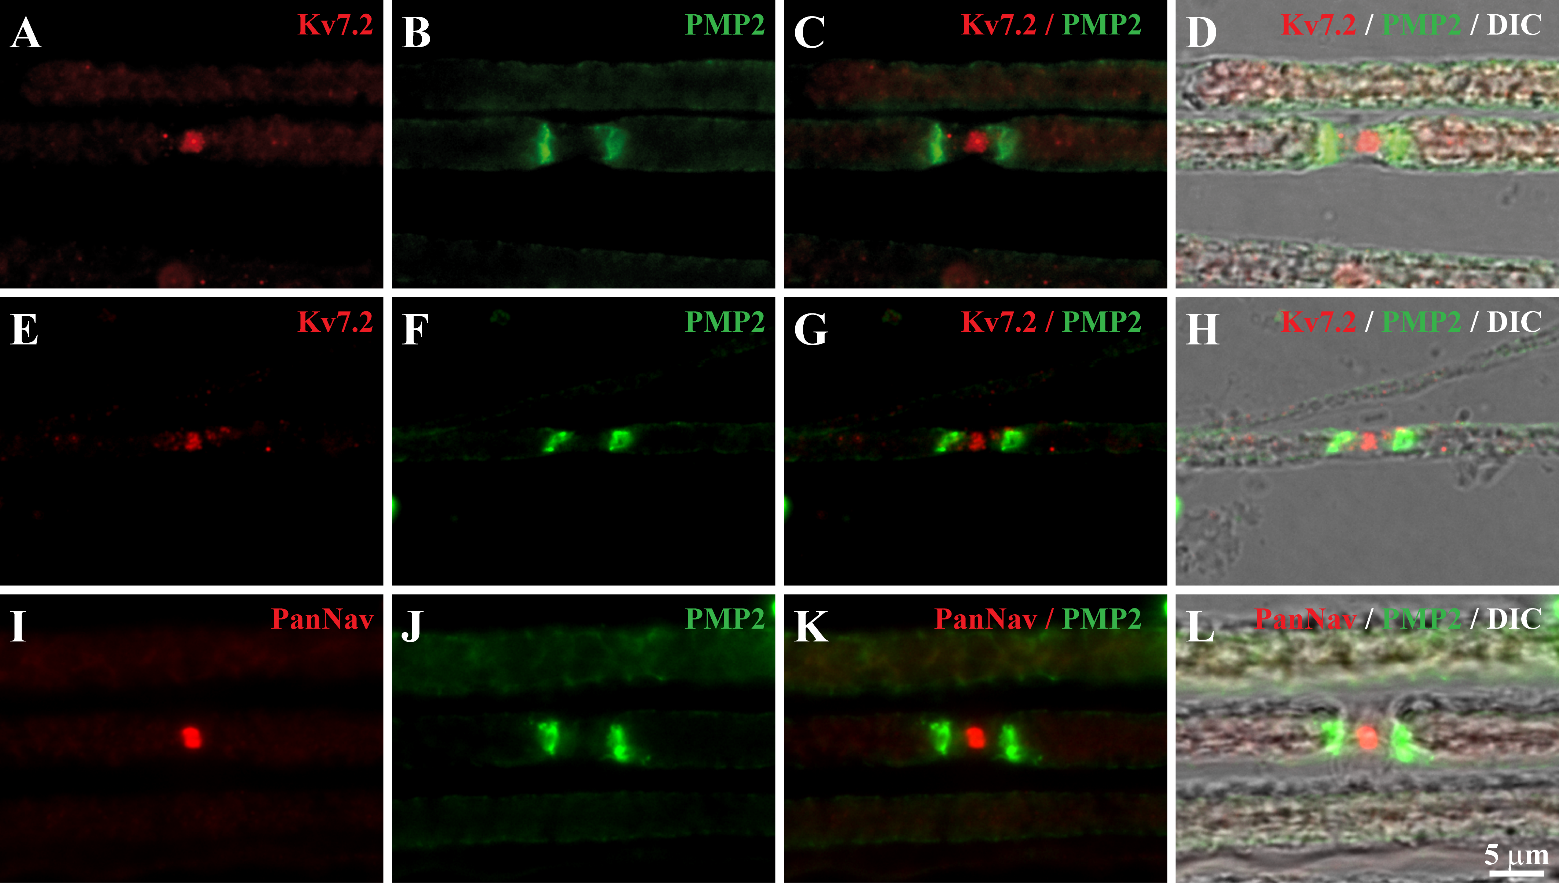 A Kv7.2
B PMP2
C Kv7.2 / PMP2
D Kv7.2 / PMP2 / DIC
E Kv7.2
F PMP2
G Kv7.2 / PMP2
H Kv7.2 / PMP2 / DIC
I PanNav
J PMP2
K PanNav / PMP2
L PanNav / PMP2 / DIC
5 μm